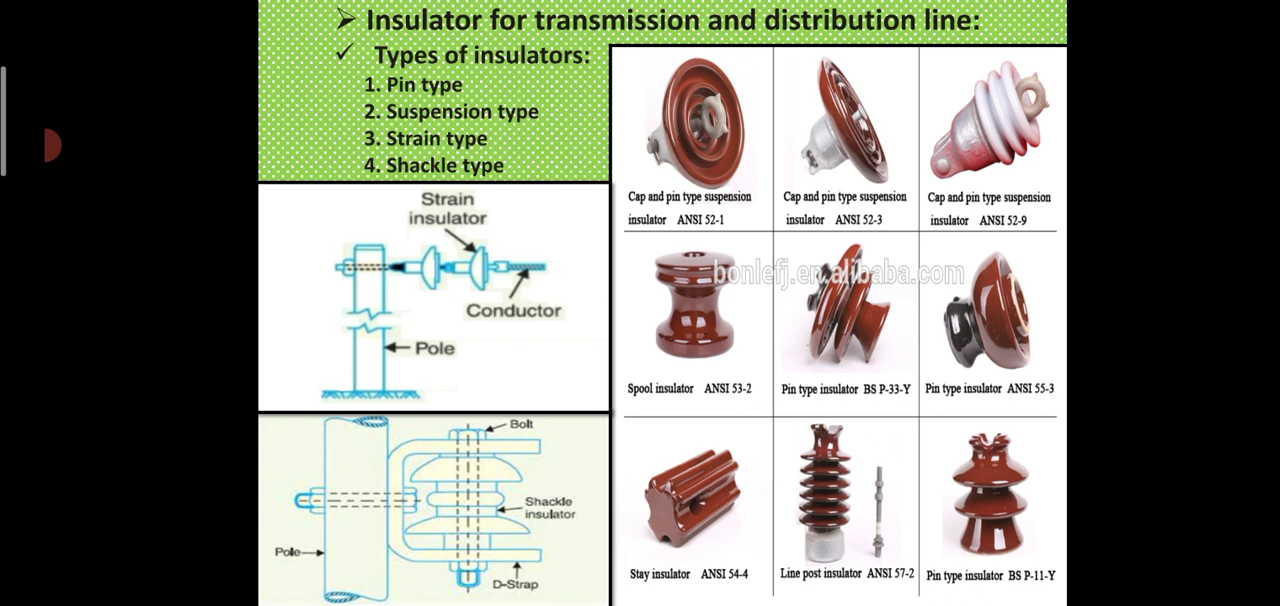 ➤ Insulator for transmission and distribution line:
✓ Types of insulators:
1. Pin type
2. Suspension type
3. Strain type
4. Shackle type
Strain
insulator
Conductor
Pole
Bolt
Shackle
insulator
Pole
D-Strap
Cap and pin type suspension
insulator ANSI 52-1
Cap and pin type suspension
insulator ANSI 52-3
Cap and pin type suspension
insulator ANSI 52-9
bonlefj.en.alibaba.com
Spool insulator ANSI 53-2
Pin type insulator BS P-33-Y
Pin type insulator ANSI 55-3
Stay insulator ANSI 54-4
Line post insulator ANSI 57-2
Pin type insulator BS P-11-Y